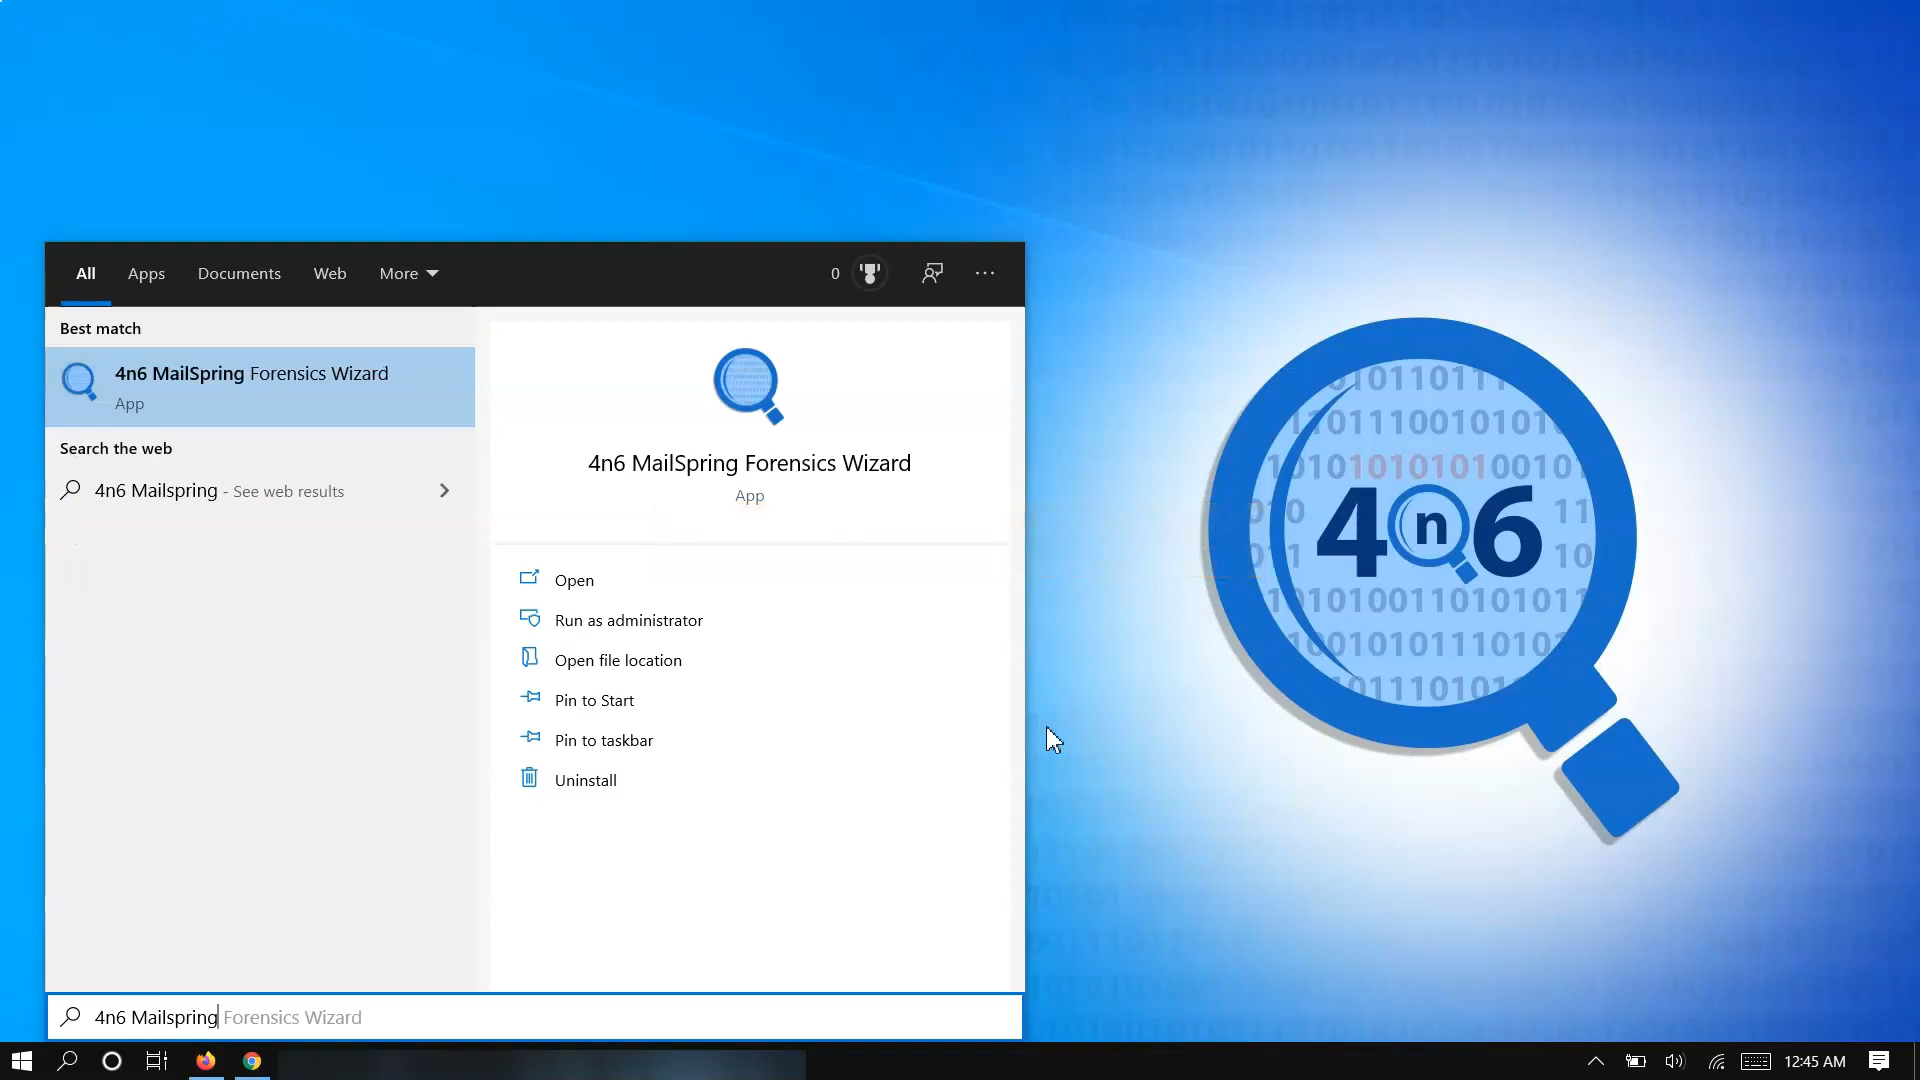 All Apps Documents Web More 0
Best match
4n6 MailSpring Forensics Wizard
App
Search the web
4n6 Mailspring - See web results
4n6 MailSpring Forensics Wizard
App
Open
Run as administrator
Open file location
Pin to Start
Pin to taskbar
Uninstall
4n6 Mailspring Forensics Wizard
4n6
12:45 AM